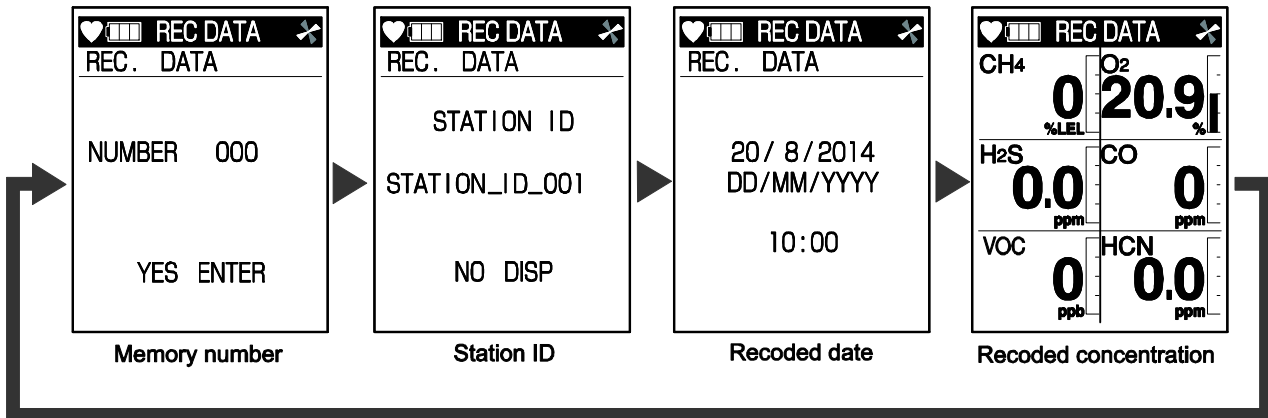 REC DATA
REC. DATA
NUMBER 000
YES ENTER
Memory number
REC DATA
REC. DATA
STATION ID
STATION_ID_001
NO DISP
Station ID
REC DATA
REC. DATA
20/ 8/2014
DD/MM/YYYY
10:00
Recoded date
REC DATA
CH4
0
%LEL
O2
20.9
%
H2S
0.0
ppm
CO
0
ppm
VOC
0
ppb
HCN
0.0
ppm
Recoded concentration